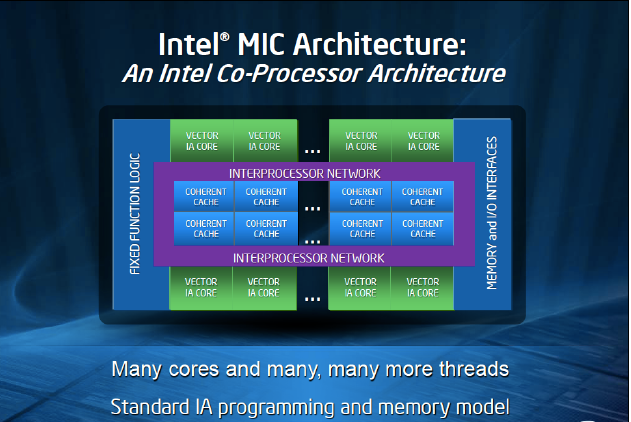 Intel® MIC Architecture:
An Intel Co-Processor Architecture
FIXED FUNCTION LOGIC
VECTOR IA CORE
VECTOR IA CORE
...
VECTOR IA CORE
VECTOR IA CORE
INTERPROCESSOR NETWORK
COHERENT CACHE
COHERENT CACHE
...
COHERENT CACHE
COHERENT CACHE
COHERENT CACHE
COHERENT CACHE
...
COHERENT CACHE
COHERENT CACHE
INTERPROCESSOR NETWORK
VECTOR IA CORE
VECTOR IA CORE
...
VECTOR IA CORE
VECTOR IA CORE
MEMORY and I/O INTERFACES
Many cores and many, many more threads
Standard IA programming and memory model